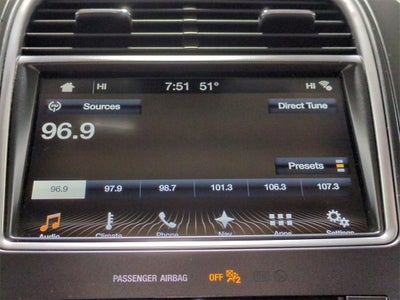 HI 7:51 51° HI
Sources Direct Tune
96.9
Presets
96.9 97.9 98.7 101.3 106.3 107.3
Audio Climate Phone Nav Apps Settings
PASSENGER AIRBAG OFF 2